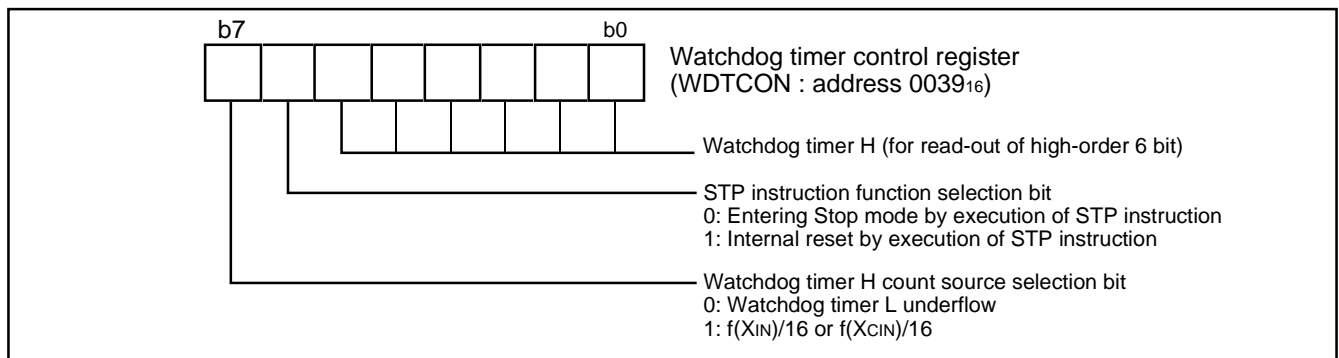 b7 b0
Watchdog timer control register
(WDTCON : address 003916)
Watchdog timer H (for read-out of high-order 6 bit)
STP instruction function selection bit
0: Entering Stop mode by execution of STP instruction
1: Internal reset by execution of STP instruction
Watchdog timer H count source selection bit
0: Watchdog timer L underflow
1: f(XIN)/16 or f(XCIN)/16